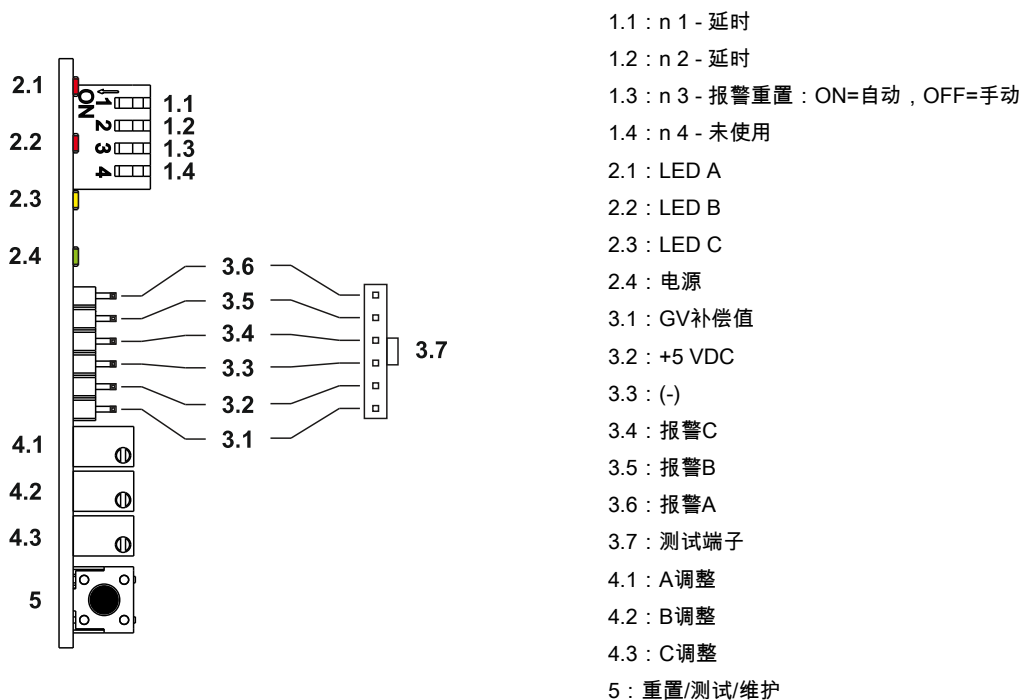 2.1
2.2
2.3
2.4
ON
1
2
3
4
1.1
1.2
1.3
1.4
3.6
3.5
3.4
3.3
3.2
3.1
3.7
4.1
4.2
4.3
5
1.1：n 1 - 延时
1.2：n 2 - 延时
1.3：n 3 - 报警重置：ON=自动，OFF=手动
1.4：n 4 - 未使用
2.1：LED A
2.2：LED B
2.3：LED C
2.4：电源
3.1：GV补偿值
3.2：+5 VDC
3.3：(-)
3.4：报警C
3.5：报警B
3.6：报警A
3.7：测试端子
4.1：A调整
4.2：B调整
4.3：C调整
5：重置/测试/维护